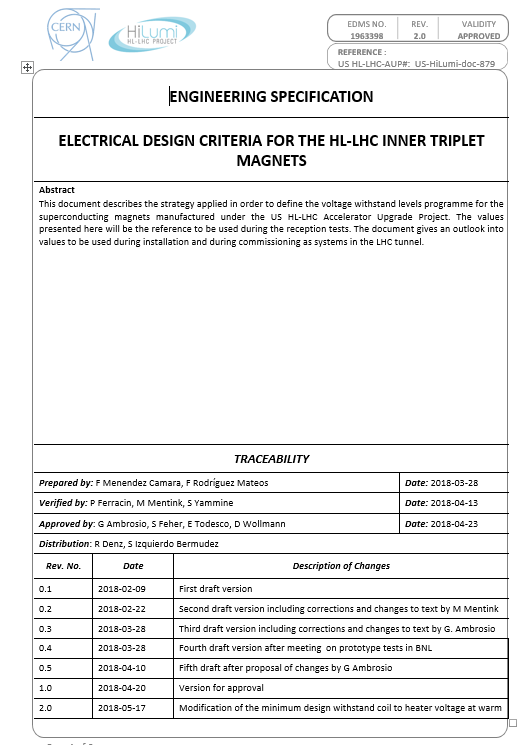 CERN
HiLumi
HL-LHC PROJECT
EDMS NO. REV. VALIDITY
1963398 2.0 APPROVED
REFERENCE :
US HL-LHC-AUP#: US-HiLumi-doc-879
ENGINEERING SPECIFICATION
ELECTRICAL DESIGN CRITERIA FOR THE HL-LHC INNER TRIPLET
MAGNETS
Abstract
This document describes the strategy applied in order to define the voltage withstand levels programme for the
superconducting magnets manufactured under the US HL-LHC Accelerator Upgrade Project. The values
presented here will be the reference to be used during the reception tests. The document gives an outlook into
values to be used during installation and during commissioning as systems in the LHC tunnel.
TRACEABILITY
Prepared by: F Menendez Camara, F Rodríguez Mateos Date: 2018-03-28
Verified by: P Ferracin, M Mentink, S Yammine Date: 2018-04-13
Approved by: G Ambrosio, S Feher, E Todesco, D Wollmann Date: 2018-04-23
Distribution: R Denz, S Izquierdo Bermudez
Rev. No. Date Description of Changes
0.1 2018-02-09 First draft version
0.2 2018-02-22 Second draft version including corrections and changes to text by M Mentink
0.3 2018-03-28 Third draft version including corrections and changes to text by G. Ambrosio
0.4 2018-03-28 Fourth draft version after meeting on prototype tests in BNL
0.5 2018-04-10 Fifth draft after proposal of changes by G Ambrosio
1.0 2018-04-20 Version for approval
2.0 2018-05-17 Modification of the minimum design withstand coil to heater voltage at warm